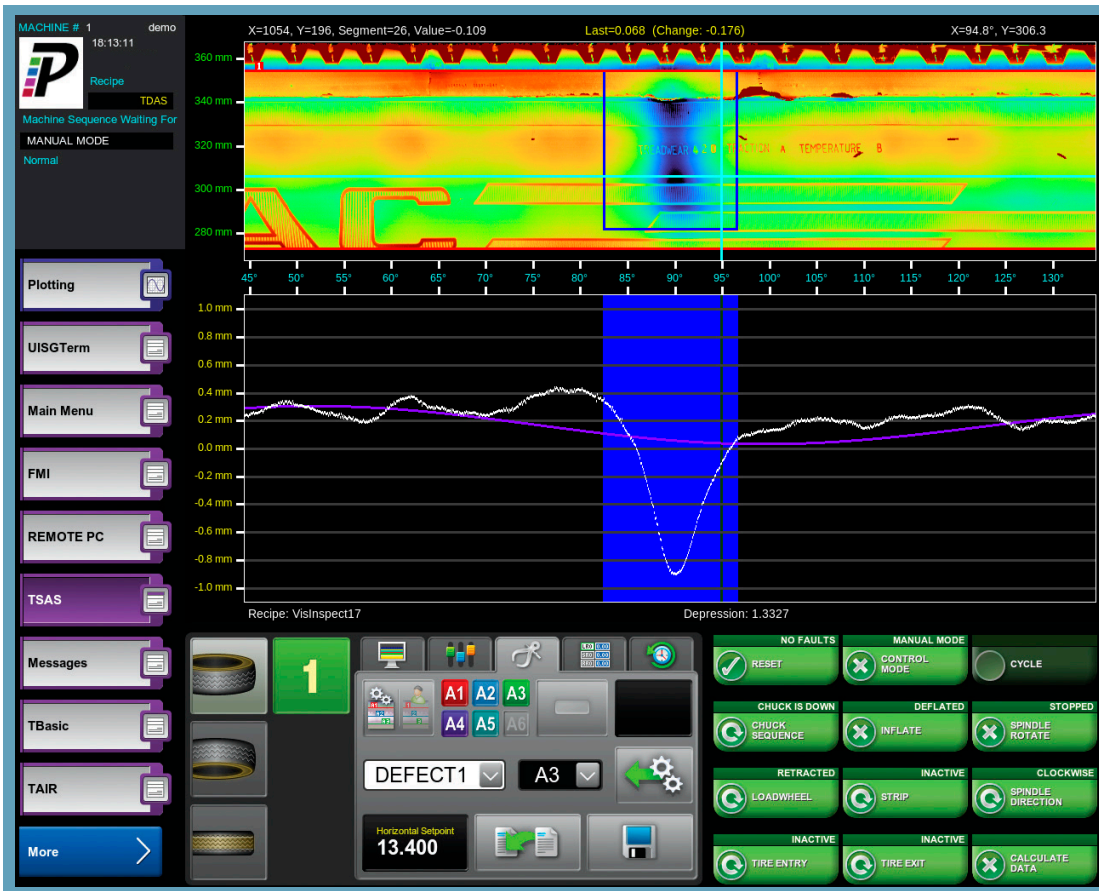 MACHINE # 1 demo
18:13:11
Recipe
TDAS
Machine Sequence Waiting For
MANUAL MODE
Normal
X=1054, Y=196, Segment=26, Value=-0.109
Last=0.068 (Change: -0.176)
X=94.8°, Y=306.3
360 mm
1
340 mm
320 mm
TREADWEAR 420 TRACTION A TEMPERATURE B
300 mm
280 mm
45° 50° 55° 60° 65° 70° 75° 80° 85° 90° 95° 100° 105° 110° 115° 120° 125° 130°
1.0 mm
0.8 mm
0.6 mm
0.4 mm
0.2 mm
0.0 mm
-0.2 mm
-0.4 mm
-0.6 mm
-0.8 mm
-1.0 mm
Recipe: VisInspect17
Depression: 1.3327
Plotting
UISGTerm
Main Menu
FMI
REMOTE PC
TSAS
Messages
TBasic
TAIR
More
1
A1 A2 A3
A4 A5 A6
DEFECT1
A3
Horizontal Setpoint
13.400
NO FAULTS
RESET
MANUAL MODE
CONTROL
MODE
CYCLE
CHUCK IS DOWN
CHUCK
SEQUENCE
DEFLATED
INFLATE
STOPPED
SPINDLE
ROTATE
RETRACTED
LOADWHEEL
INACTIVE
STRIP
CLOCKWISE
SPINDLE
DIRECTION
INACTIVE
TIRE ENTRY
INACTIVE
TIRE EXIT
CALCULATE
DATA